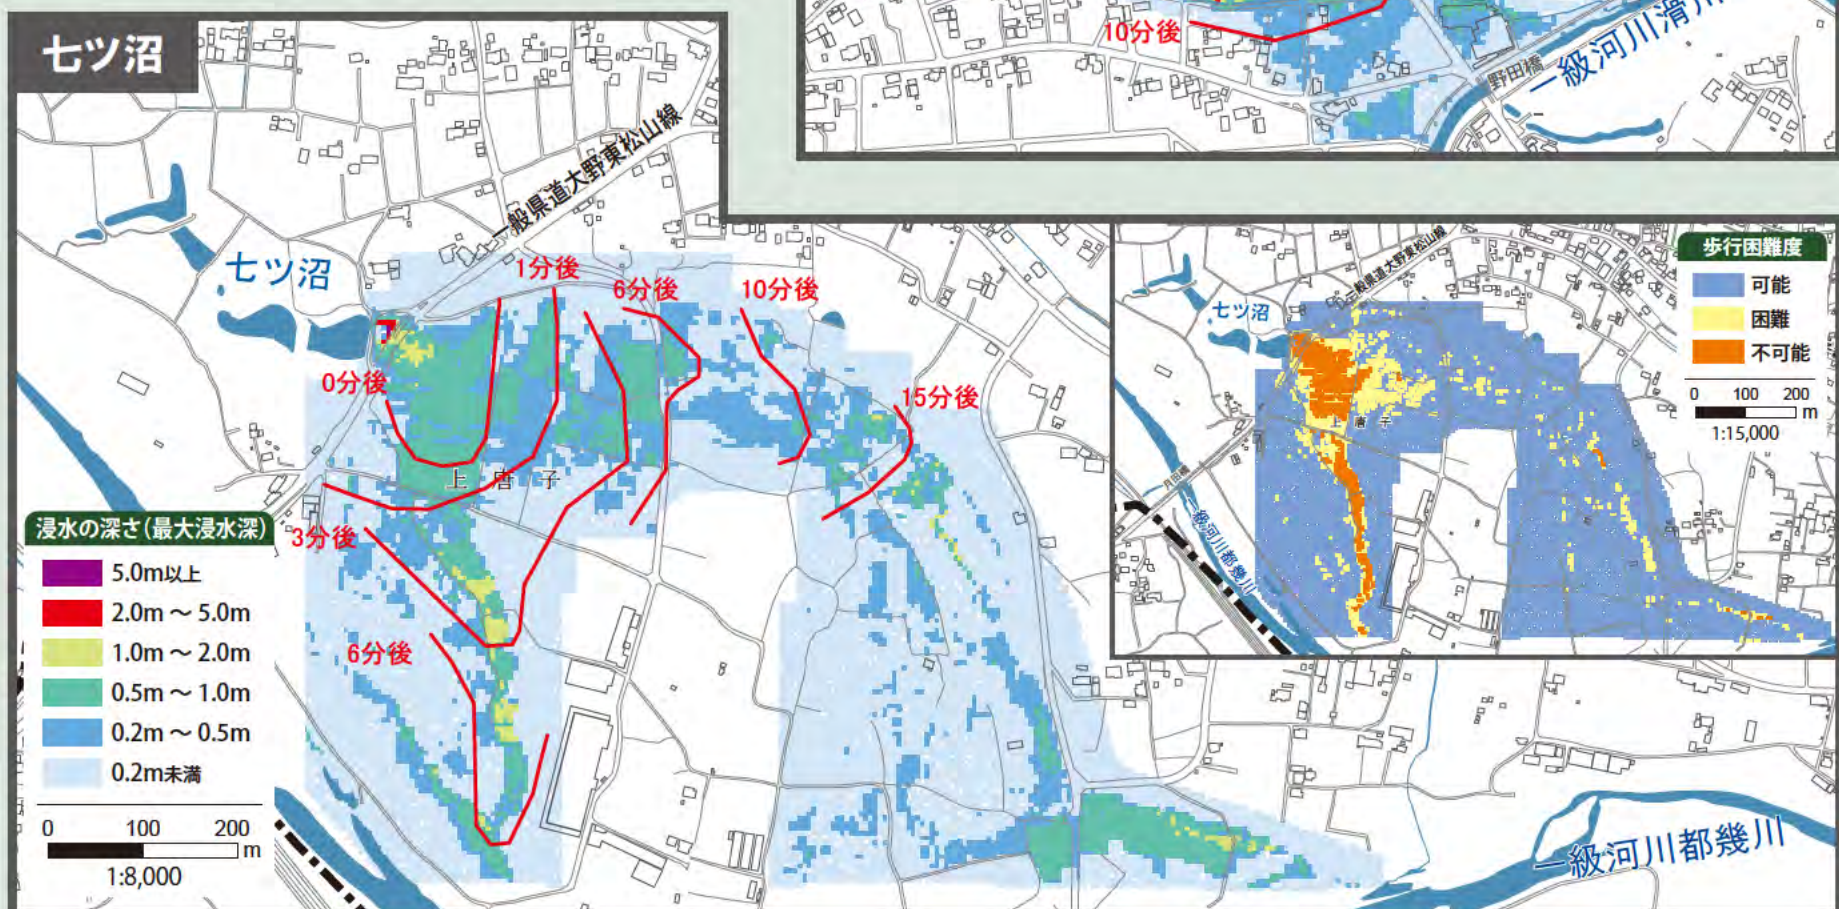 七ツ沼
10分後
一級河川滑川
野田橋
一般県道大野東松山線
七ツ沼
1分後
6分後
10分後
0分後
15分後
上唐子
3分後
6分後
浸水の深さ(最大浸水深)
5.0m以上
2.0m ～ 5.0m
1.0m ～ 2.0m
0.5m ～ 1.0m
0.2m ～ 0.5m
0.2m未満
0 100 200 m
1:8,000
一級河川都幾川
歩行困難度
可能
困難
不可能
0 100 200 m
1:15,000
一般県道大野東松山線
七ツ沼
上唐子
一級河川都幾川